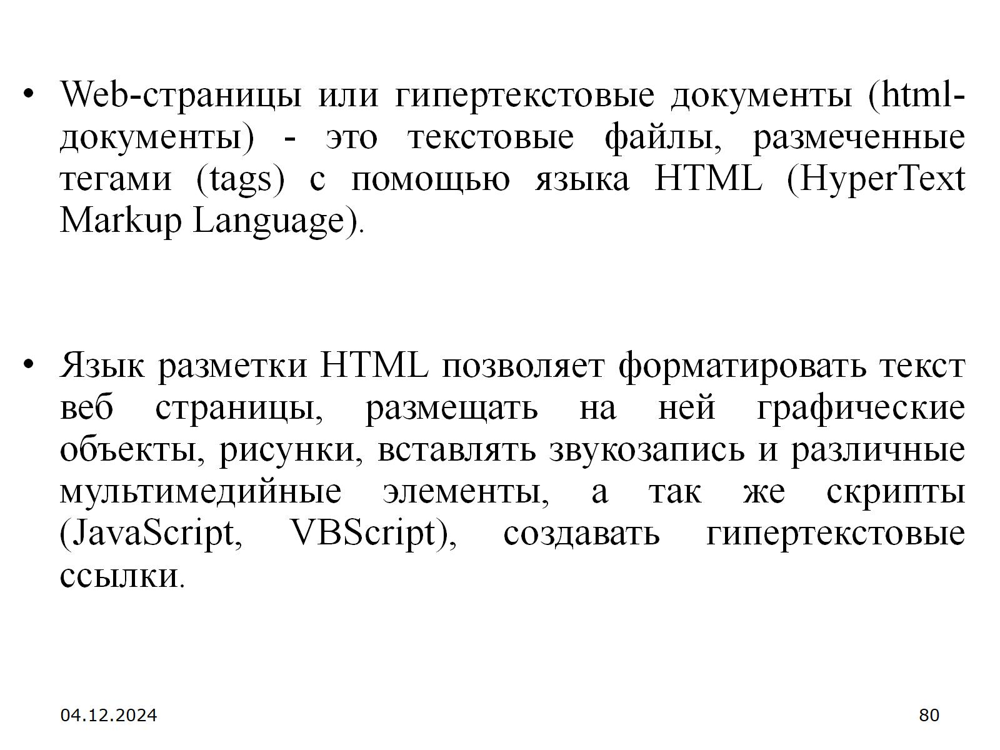 • Web-страницы или гипертекстовые документы (html-
документы) - это текстовые файлы, размеченные
тегами (tags) с помощью языка HTML (HyperText
Markup Language).
• Язык разметки HTML позволяет форматировать текст
веб страницы, размещать на ней графические
объекты, рисунки, вставлять звукозапись и различные
мультимедийные элементы, а так же скрипты
(JavaScript, VBScript), создавать гипертекстовые
ссылки.
04.12.2024 80